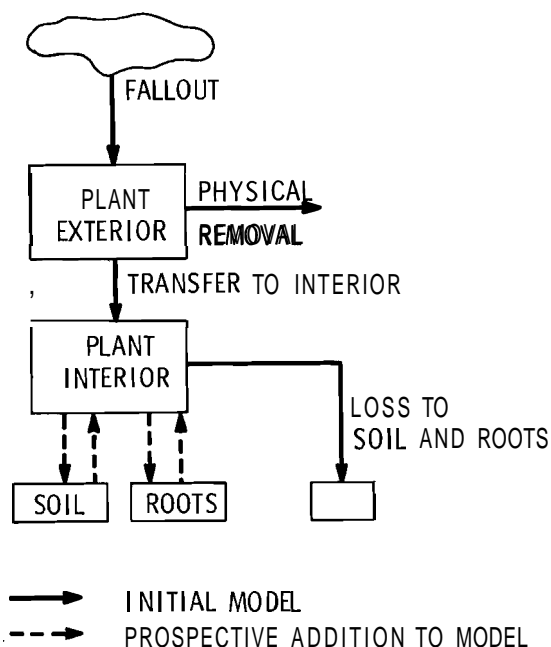 FALLOUT
PLANT
EXTERIOR
PHYSICAL
REMOVAL
TRANSFER TO INTERIOR
PLANT
INTERIOR
LOSS TO
SOIL AND ROOTS
SOIL
ROOTS
INITIAL MODEL
PROSPECTIVE ADDITION TO MODEL